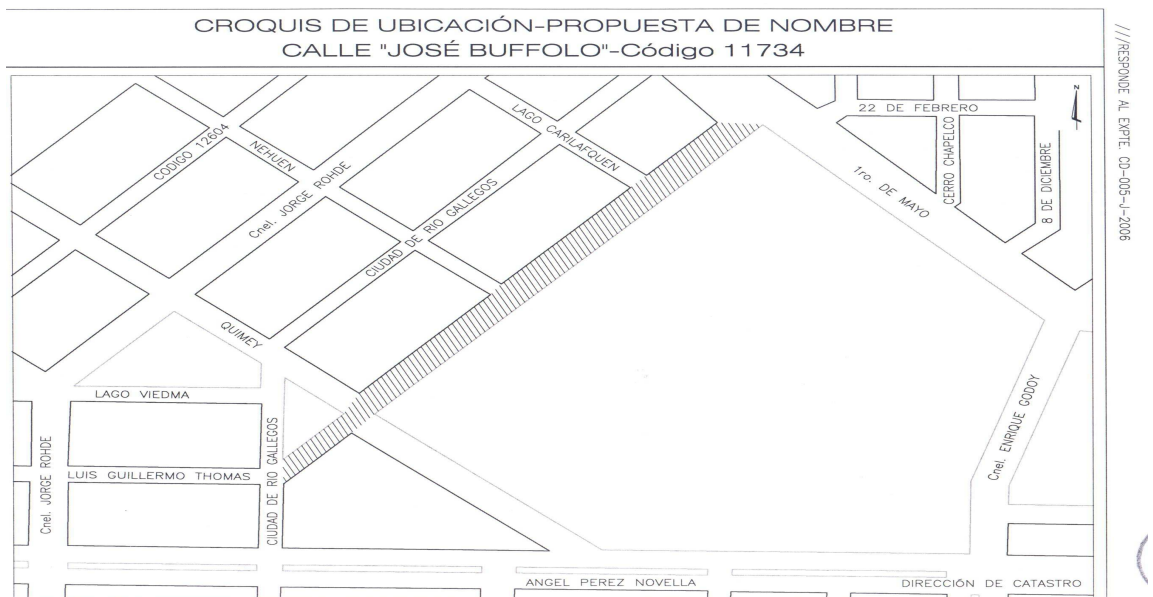 CROQUIS DE UBICACIÓN-PROPUESTA DE NOMBRE
CALLE "JOSÉ BUFFOLO"-Código 11734
///RESPONDE AL EXPTE. CD-005-J-2006
N
22 DE FEBRERO
LAGO CARILAFQUEN
CODIGO 12604
NEHUEN
CERRO CHAPELCO
8 DE DICIEMBRE
Cnel. JORGE ROHDE
1ro. DE MAYO
CIUDAD DE RIO GALLEGOS
QUIMEY
LAGO VIEDMA
Cnel. ENRIQUE GODOY
Cnel. JORGE ROHDE
LUIS GUILLERMO THOMAS
CIUDAD DE RIO GALLEGOS
ANGEL PEREZ NOVELLA
DIRECCIÓN DE CATASTRO